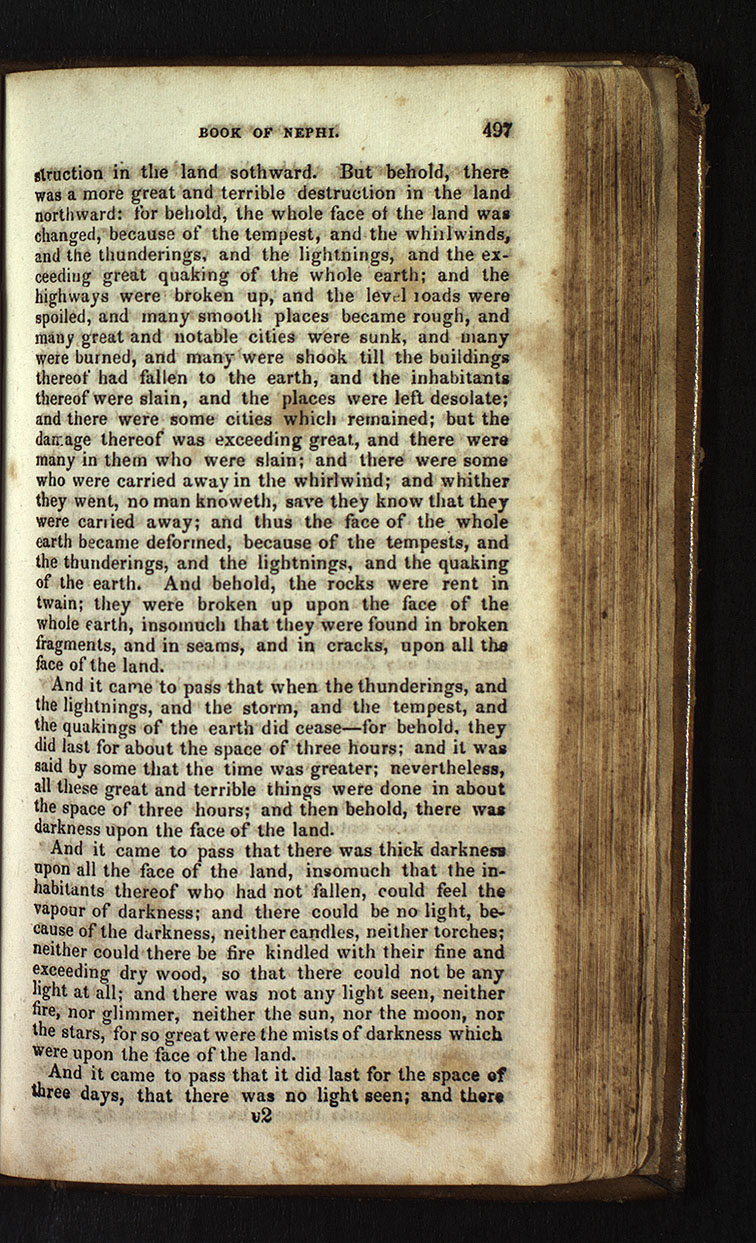 BOOK OF NEPHI. 497
struction in the land sothward. But behold, there
was a more great and terrible destruction in the land
northward: for behold, the whole face of the land was
changed, because of the tempest, and the whirlwinds,
and the thunderings, and the lightnings, and the ex-
ceeding great quaking of the whole earth; and the
highways were broken up, and the level roads were
spoiled, and many smooth places became rough, and
many great and notable cities were sunk, and many
were burned, and many were shook till the buildings
thereof had fallen to the earth, and the inhabitants
thereof were slain, and the places were left desolate;
and there were some cities which remained; but the
damage thereof was exceeding great, and there were
many in them who were slain; and there were some
who were carried away in the whirlwind; and whither
they went, no man knoweth, save they know that they
were carried away; and thus the face of the whole
earth became deformed, because of the tempests, and
the thunderings, and the lightnings, and the quaking
of the earth. And behold, the rocks were rent in
twain; they were broken up upon the face of the
whole earth, insomuch that they were found in broken
fragments, and in seams, and in cracks, upon all the
face of the land.
And it came to pass that when the thunderings, and
the lightnings, and the storm, and the tempest, and
the quakings of the earth did cease—for behold, they
did last for about the space of three hours; and it was
said by some that the time was greater; nevertheless,
all these great and terrible things were done in about
the space of three hours; and then behold, there was
darkness upon the face of the land.
And it came to pass that there was thick darkness
upon all the face of the land, insomuch that the in-
habitants thereof who had not fallen, could feel the
vapour of darkness; and there could be no light, be-
cause of the darkness, neither candles, neither torches;
neither could there be fire kindled with their fine and
exceeding dry wood, so that there could not be any
light at all; and there was not any light seen, neither
fire, nor glimmer, neither the sun, nor the moon, nor
the stars, for so great were the mists of darkness which
were upon the face of the land.
And it came to pass that it did last for the space of
three days, that there was no light seen; and there
u2